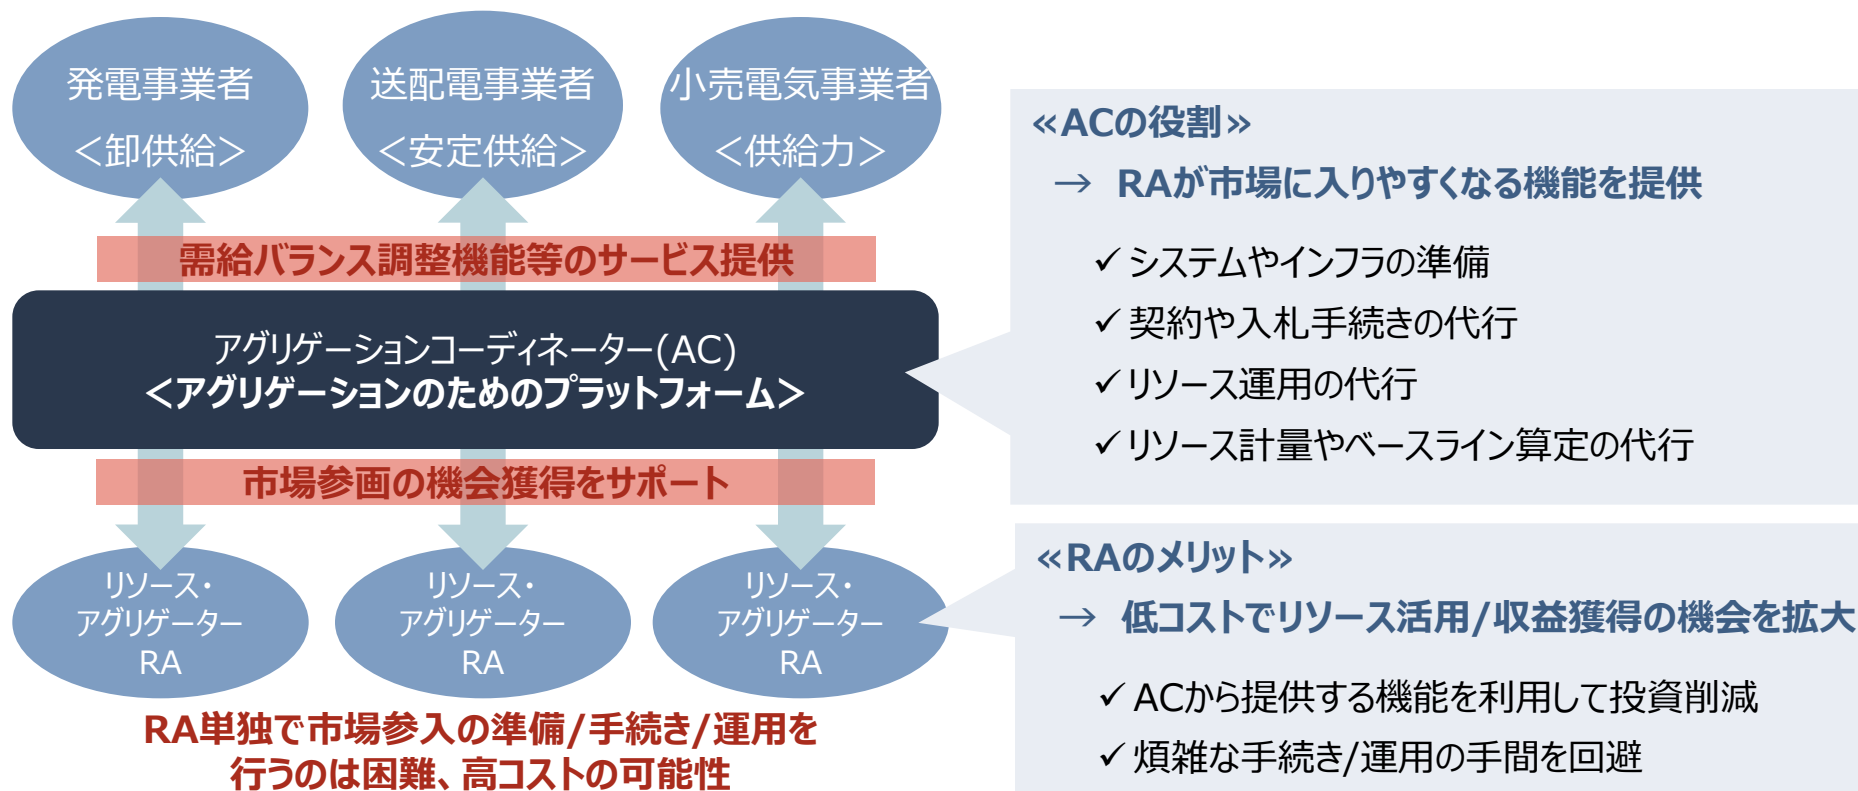 発電事業者
＜卸供給＞
送配電事業者
＜安定供給＞
小売電気事業者
＜供給力＞
需給バランス調整機能等のサービス提供
アグリゲーションコーディネーター(AC)
＜アグリゲーションのためのプラットフォーム＞
市場参画の機会獲得をサポート
リソース・
アグリゲーター
RA
リソース・
アグリゲーター
RA
リソース・
アグリゲーター
RA
RA単独で市場参入の準備/手続き/運用を
行うのは困難、高コストの可能性
≪ACの役割≫
→ RAが市場に入りやすくなる機能を提供
✓システムやインフラの準備
✓契約や入札手続きの代行
✓リソース運用の代行
✓リソース計量やベースライン算定の代行
≪RAのメリット≫
→ 低コストでリソース活用/収益獲得の機会を拡大
✓ACから提供する機能を利用して投資削減
✓煩雑な手続き/運用の手間を回避